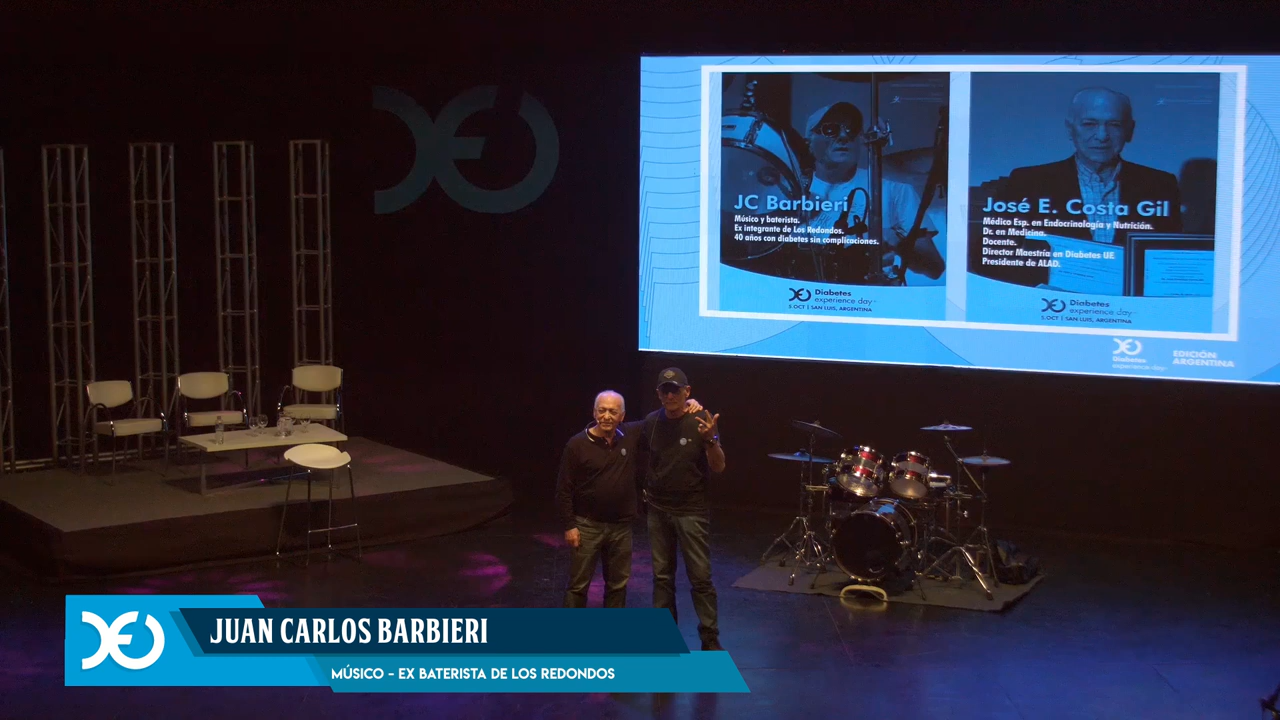 JC Barbieri
Músico y baterista.
Ex integrante de Los Redondos.
40 años con diabetes sin complicaciones.
Diabetes
experience day
5 OCT | SAN LUIS, ARGENTINA
José E. Costa Gil
Médico Esp. en Endocrinología y Nutrición.
Dr. en Medicina.
Docente.
Director Maestría en Diabetes UE
Presidente de ALAD.
Diabetes
experience day
5 OCT | SAN LUIS, ARGENTINA
Diabetes
experience day
EDICIÓN
ARGENTINA
JUAN CARLOS BARBIERI
MÚSICO - EX BATERISTA DE LOS REDONDOS